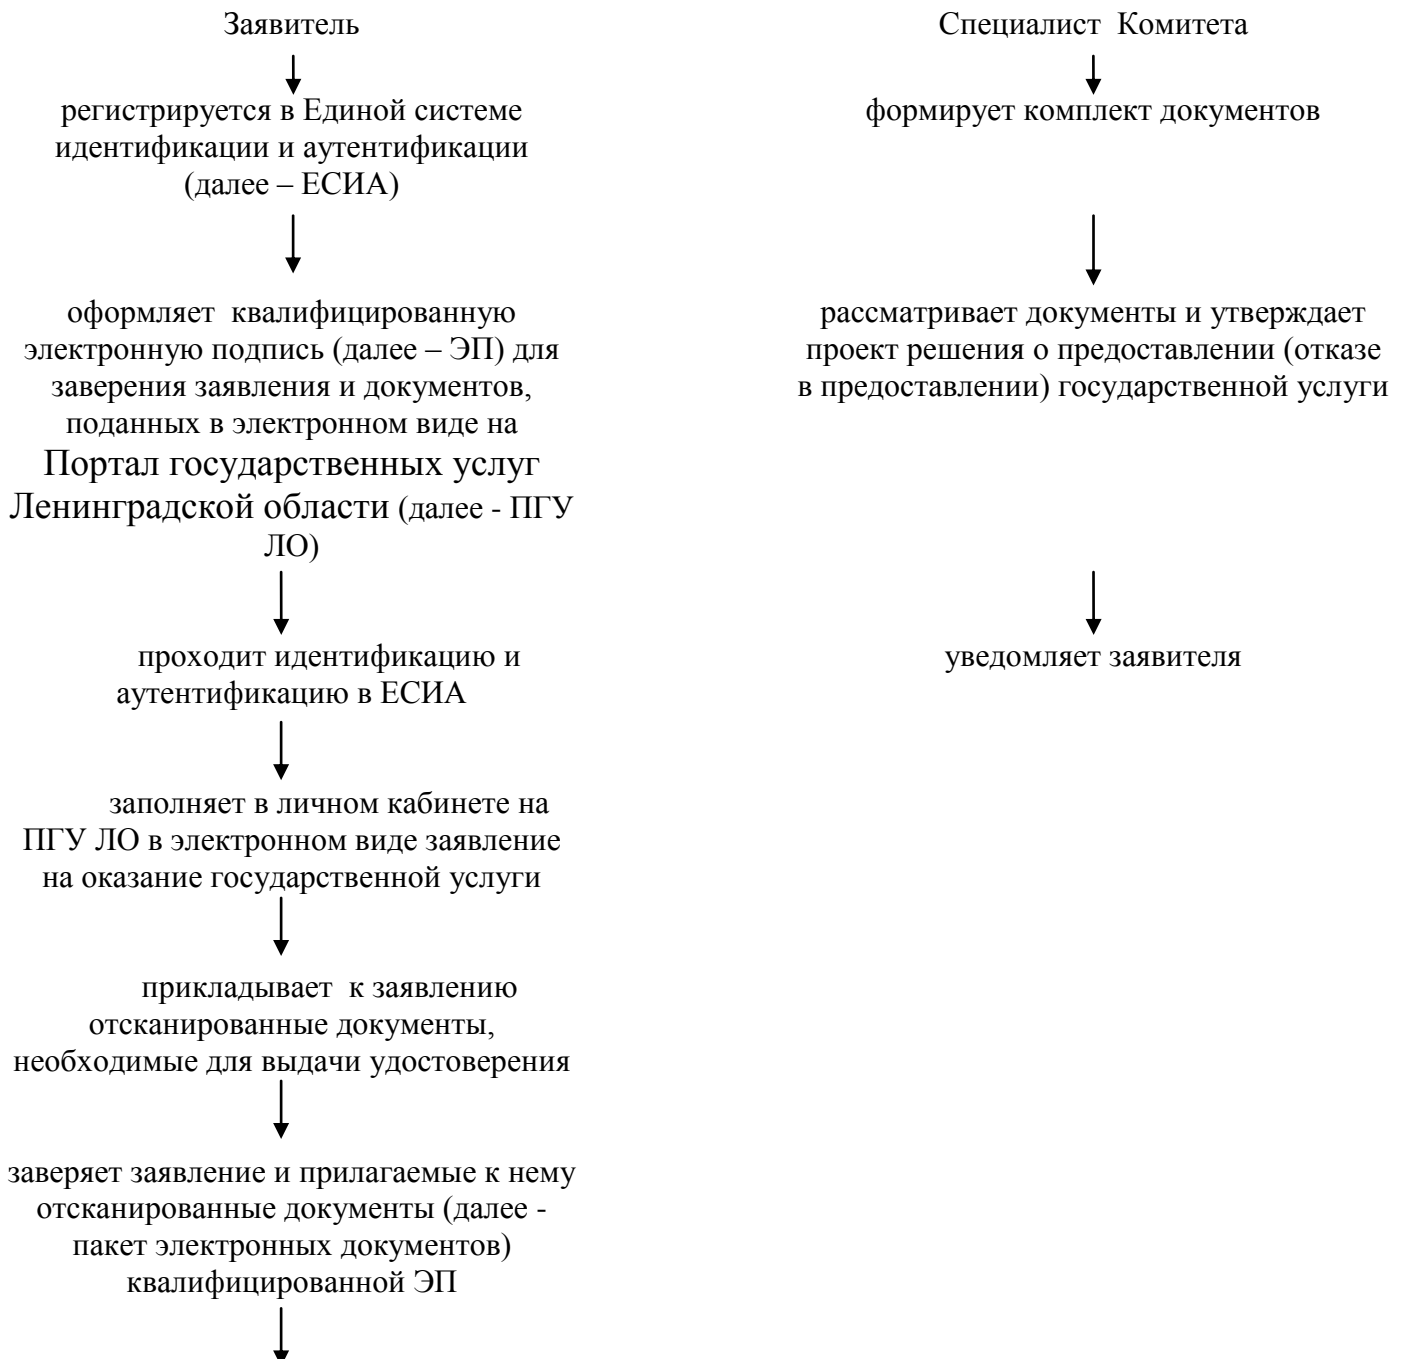 Заявитель
регистрируется в Единой системе
идентификации и аутентификации
(далее – ЕСИА)
оформляет квалифицированную
электронную подпись (далее – ЭП) для
заверения заявления и документов,
поданных в электронном виде на
Портал государственных услуг
Ленинградской области (далее - ПГУ
ЛО)
проходит идентификацию и
аутентификацию в ЕСИА
заполняет в личном кабинете на
ПГУ ЛО в электронном виде заявление
на оказание государственной услуги
прикладывает к заявлению
отсканированные документы,
необходимые для выдачи удостоверения
заверяет заявление и прилагаемые к нему
отсканированные документы (далее -
пакет электронных документов)
квалифицированной ЭП
Специалист Комитета
формирует комплект документов
рассматривает документы и утверждает
проект решения о предоставлении (отказе
в предоставлении) государственной услуги
уведомляет заявителя